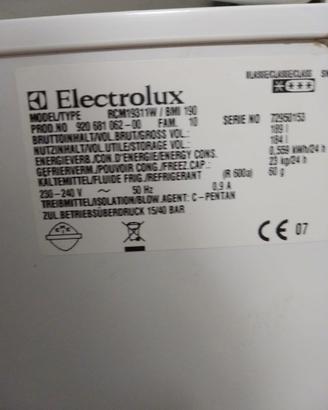 KLASSE/CLASSE/CLASS
Electrolux
MODEL/TYPE RCM19311W / BMI 190
PROD.NO 920 681 062-00 FAM. 10 SERIE NO 72950153
BRUTTOINHALT/VOL.BRUT/GROSS VOL.: 189 l
NUTZINHALT/VOL.UTILE/STORAGE VOL.: 184 l
ENERGIEVERB./CON.D'ENERGIE/ENERGY CONS. 0,559 kWh/24 h
GEFRIERVERM./POUVOIR CONG./FREEZ.CAP.: 23 kg/24 h
KÄLTEMITTEL/FLUIDE FRIG./REFRIGERANT (R 600a) 60 g
230-240 V ~ 50 Hz 0,9 A
TREIBMITTEL/ISOLATION/BLOW.AGENT: C-PENTAN
ZUL.BETRIEBSÜBERDRUCK 15/40 BAR
CE 07